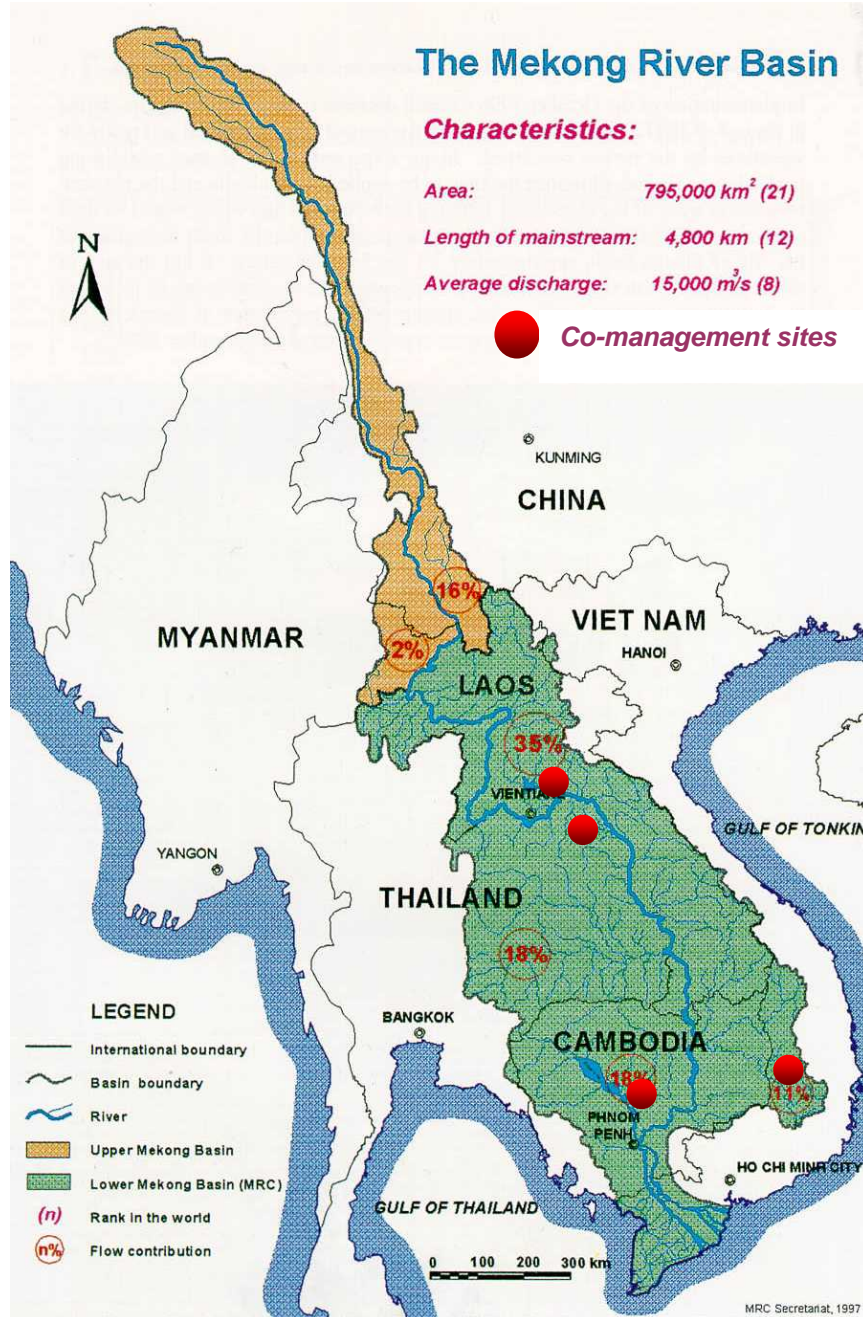 The Mekong River Basin
Characteristics:
Area: 795,000 km² (21)
Length of mainstream: 4,800 km (12)
Average discharge: 15,000 m³/s (8)
Co-management sites
N
KUNMING
CHINA
16%
VIET NAM
MYANMAR
HANOI
2%
LAOS
35%
VIENTIANE
GULF OF TONKIN
YANGON
THAILAND
18%
LEGEND
BANGKOK
CAMBODIA
International boundary
18%
11%
Basin boundary
PHNOM
PENH
River
Upper Mekong Basin
HO CHI MINH CITY
Lower Mekong Basin (MRC)
GULF OF THAILAND
(n) Rank in the world
n% Flow contribution
0 100 200 300 km
MRC Secretariat, 1997